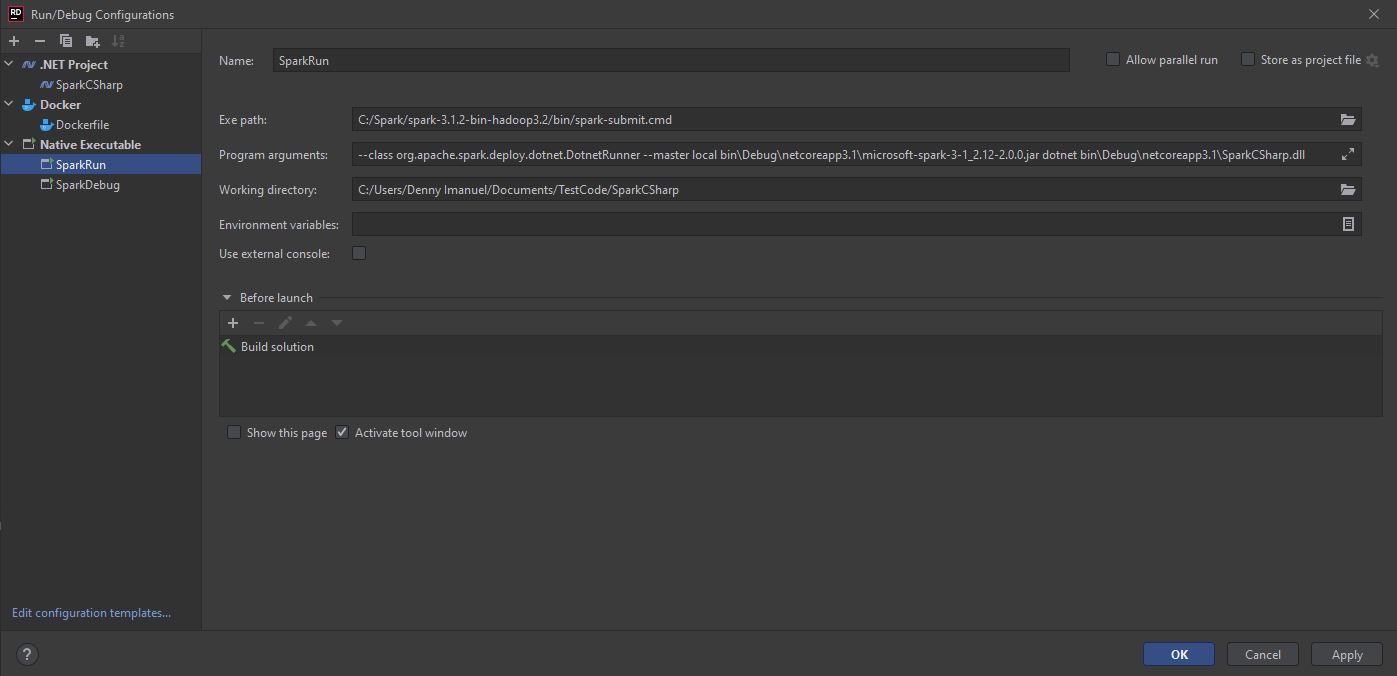 RD Run/Debug Configurations
.NET Project
SparkCSharp
Docker
Dockerfile
Native Executable
SparkRun
SparkDebug
Edit configuration templates...
Name: SparkRun Allow parallel run Store as project file
Exe path: C:/Spark/spark-3.1.2-bin-hadoop3.2/bin/spark-submit.cmd
Program arguments: --class org.apache.spark.deploy.dotnet.DotnetRunner --master local bin\Debug\netcoreapp3.1\microsoft-spark-3-1_2.12-2.0.0.jar dotnet bin\Debug\netcoreapp3.1\SparkCSharp.dll
Working directory: C:/Users/Denny Imanuel/Documents/TestCode/SparkCSharp
Environment variables:
Use external console:
Before launch
Build solution
Show this page Activate tool window
? OK Cancel Apply